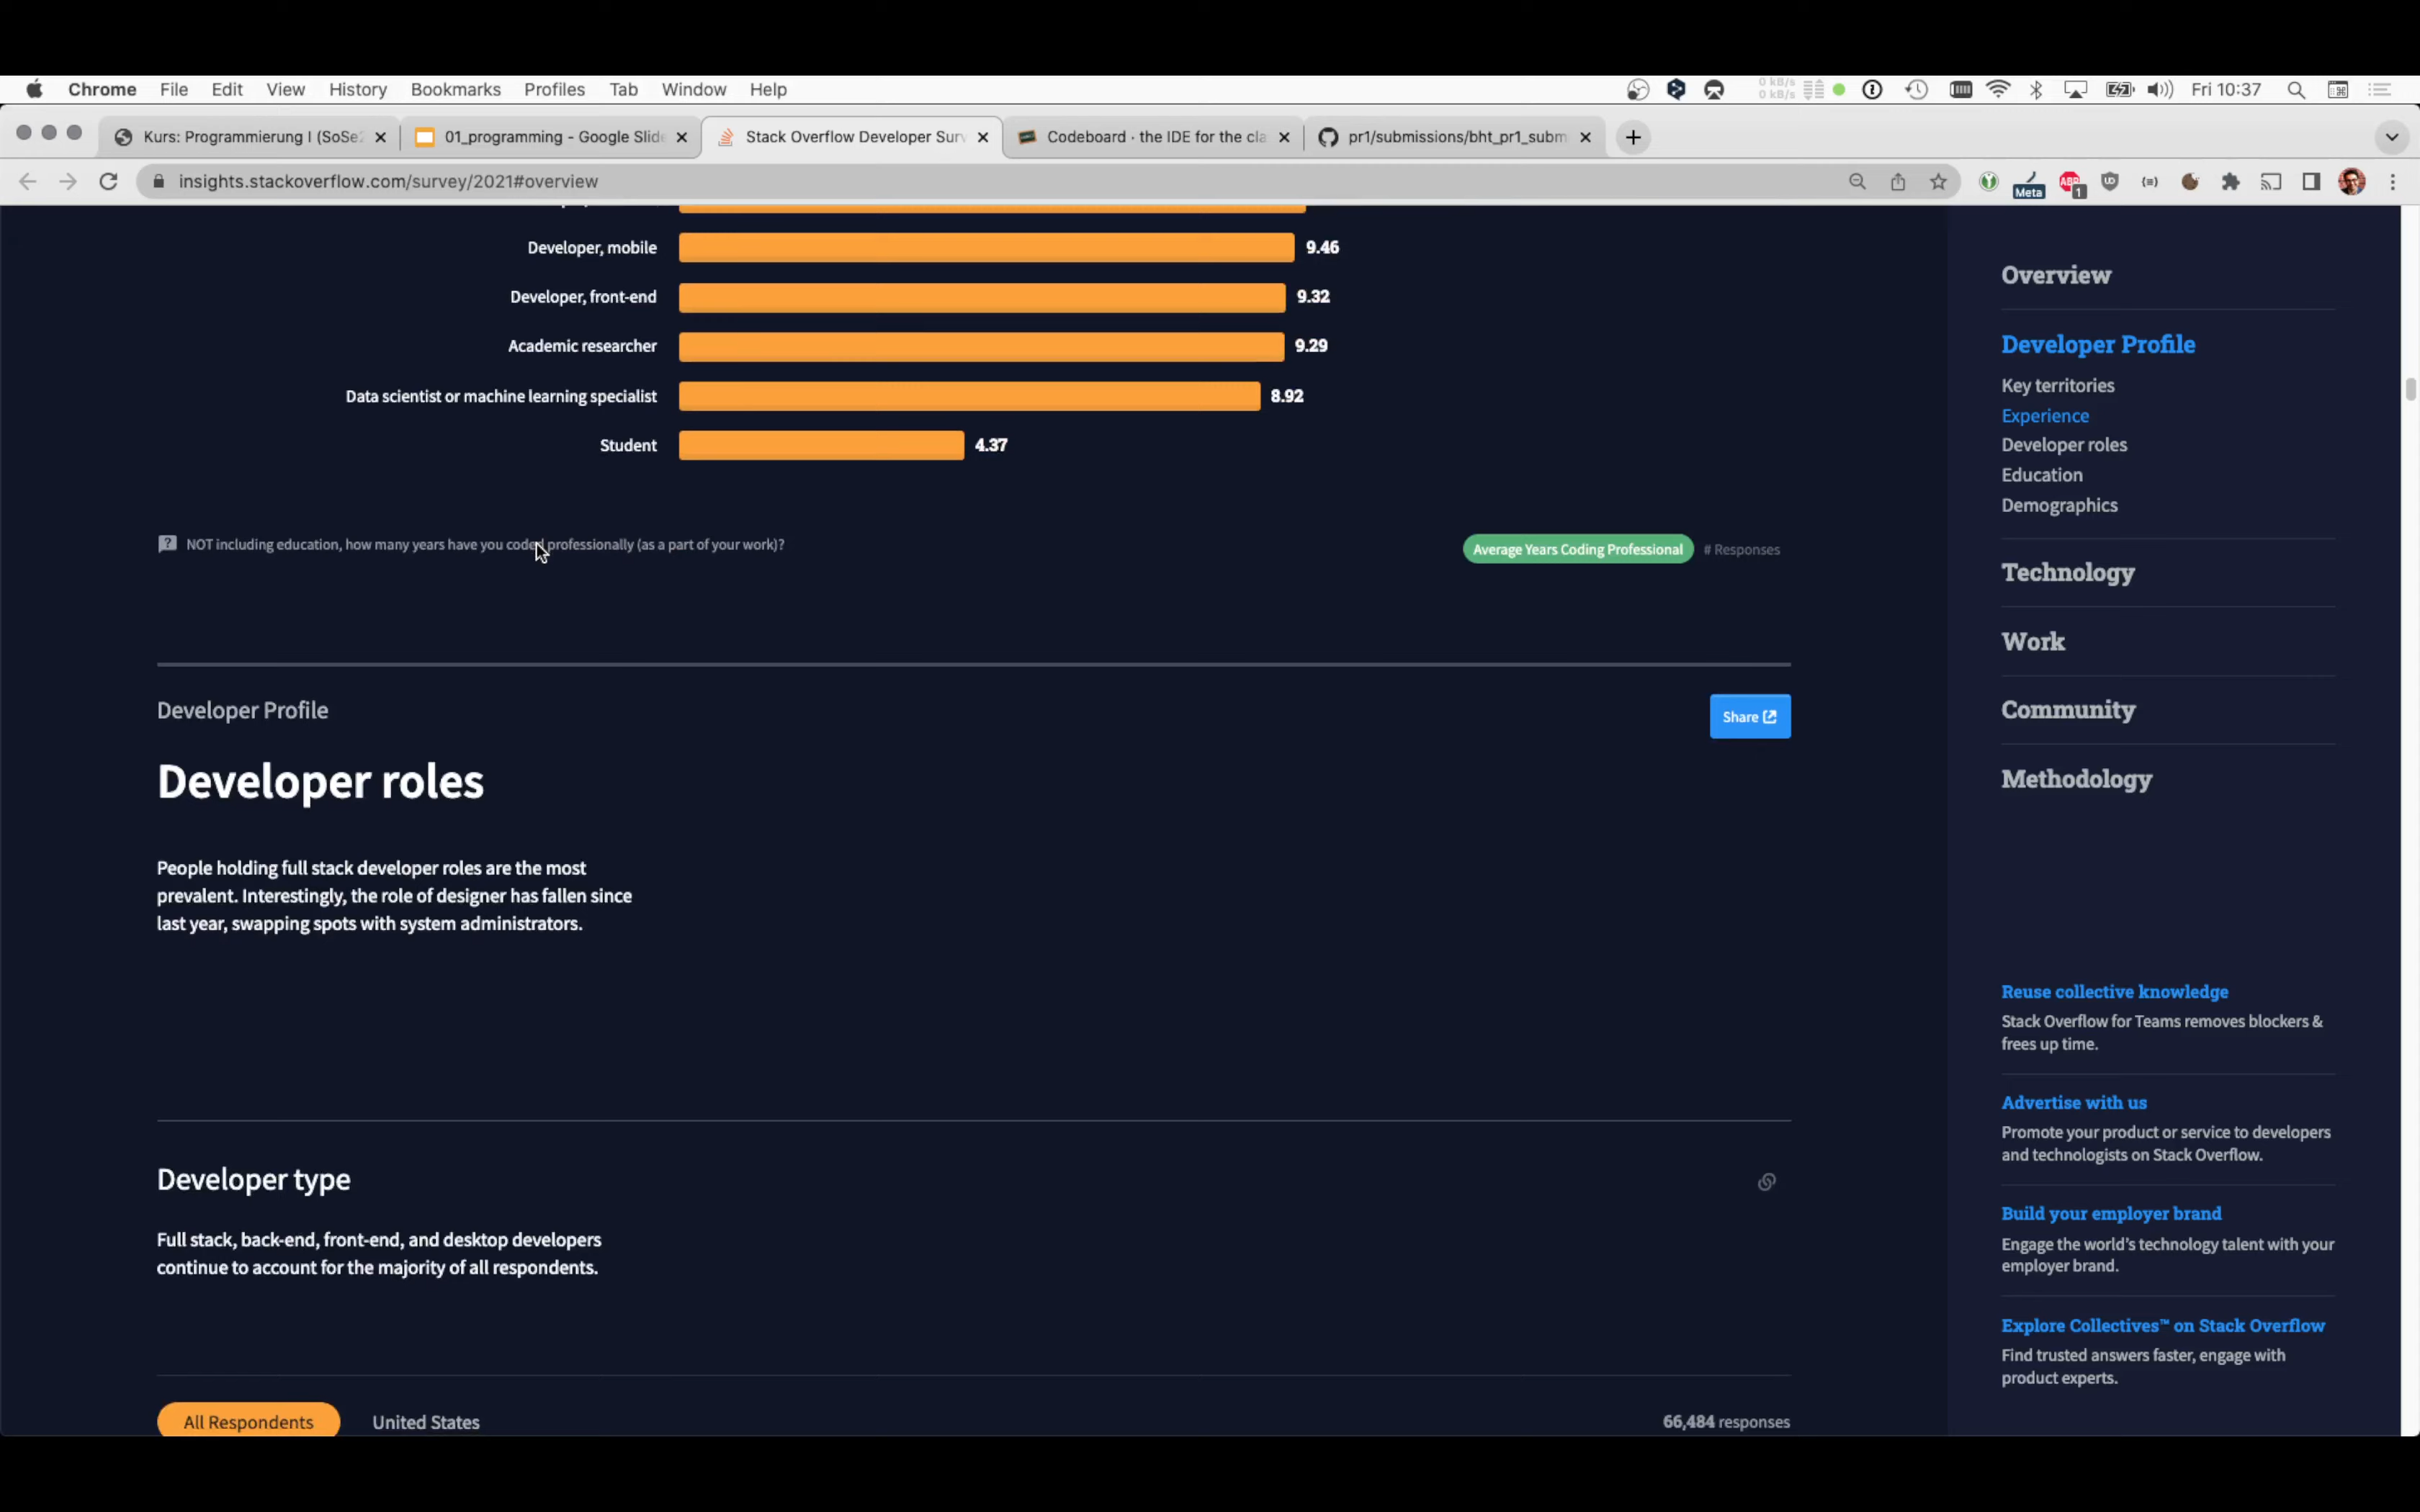 Chrome File Edit View History Bookmarks Profiles Tab Window Help
0 kB/s
0 kB/s
Fri 10:37
Kurs: Programmierung I (SoSe2
01_programming - Google Slide
Stack Overflow Developer Surv
Codeboard · the IDE for the cla
pr1/submissions/bht_pr1_subm
insights.stackoverflow.com/survey/2021#overview
Meta
ABP
1
Developer, mobile 9.46
Developer, front-end 9.32
Academic researcher 9.29
Data scientist or machine learning specialist 8.92
Student 4.37
NOT including education, how many years have you coded professionally (as a part of your work)?
Average Years Coding Professional # Responses
Developer Profile
Share
Developer roles
People holding full stack developer roles are the most
prevalent. Interestingly, the role of designer has fallen since
last year, swapping spots with system administrators.
Developer type
Full stack, back-end, front-end, and desktop developers
continue to account for the majority of all respondents.
All Respondents United States 66,484 responses
Overview
Developer Profile
Key territories
Experience
Developer roles
Education
Demographics
Technology
Work
Community
Methodology
Reuse collective knowledge
Stack Overflow for Teams removes blockers &
frees up time.
Advertise with us
Promote your product or service to developers
and technologists on Stack Overflow.
Build your employer brand
Engage the world's technology talent with your
employer brand.
Explore Collectives™ on Stack Overflow
Find trusted answers faster, engage with
product experts.